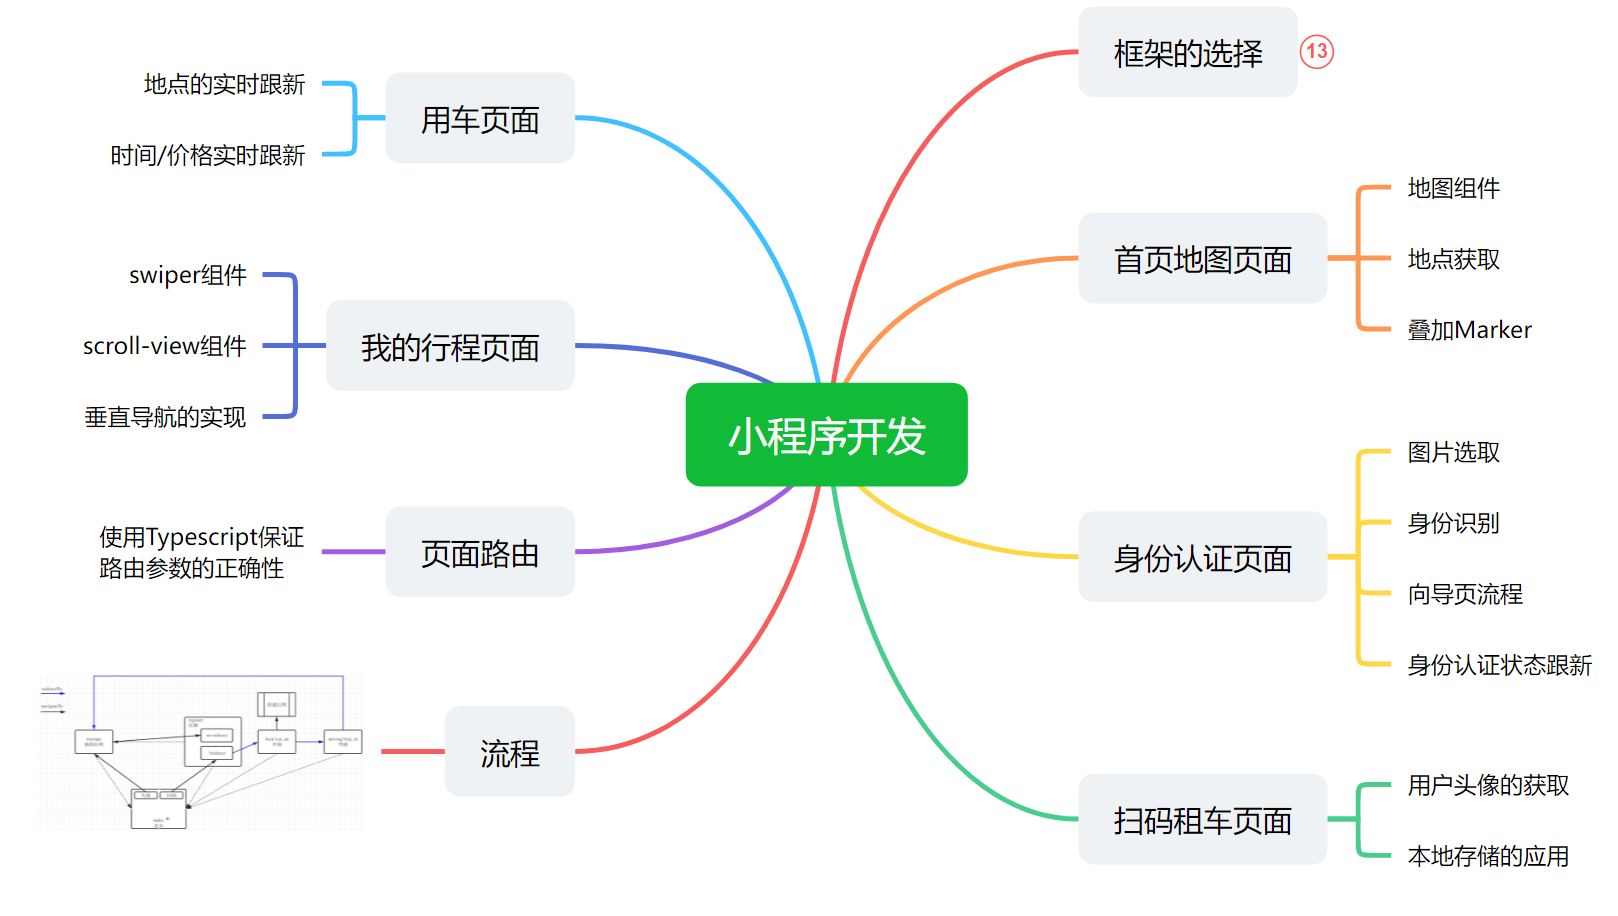 小程序开发
框架的选择
13
首页地图页面
地图组件
地点获取
叠加Marker
身份认证页面
图片选取
身份识别
向导页流程
身份认证状态跟新
扫码租车页面
用户头像的获取
本地存储的应用
用车页面
地点的实时跟新
时间/价格实时跟新
我的行程页面
swiper组件
scroll-view组件
垂直导航的实现
页面路由
使用Typescript保证
路由参数的正确性
流程